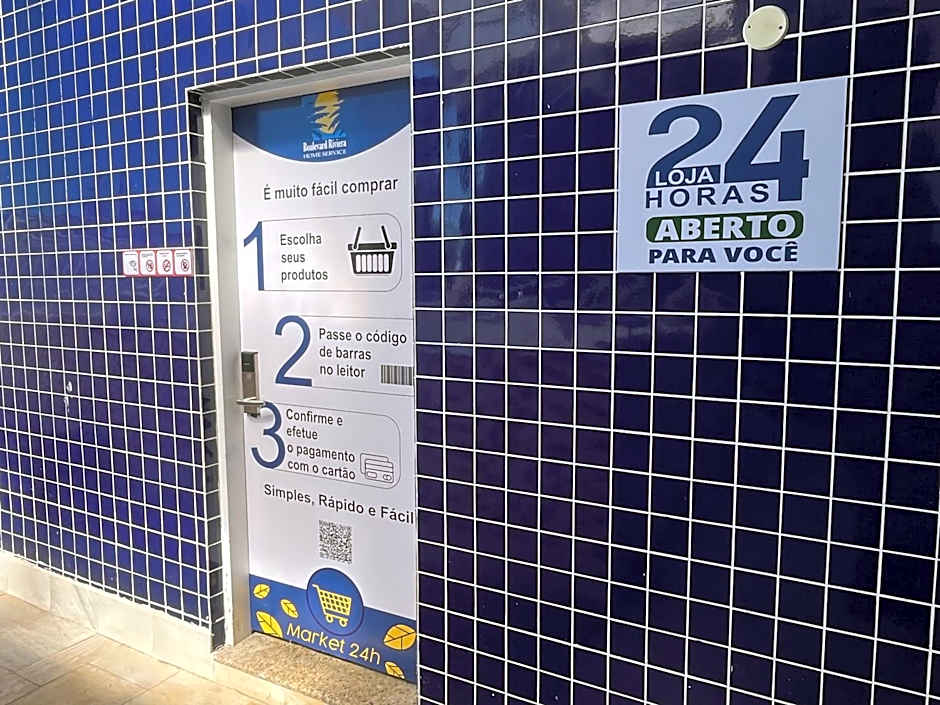 Boulevard Riviera
HOME SERVICE
É muito fácil comprar
1
Escolha
seus
produtos
2
Passe o código
de barras
no leitor
3
Confirme e
efetue
o pagamento
com o cartão
Simples, Rápido e Fácil
Market 24h
24
LOJA
HORAS
ABERTO
PARA VOCÊ